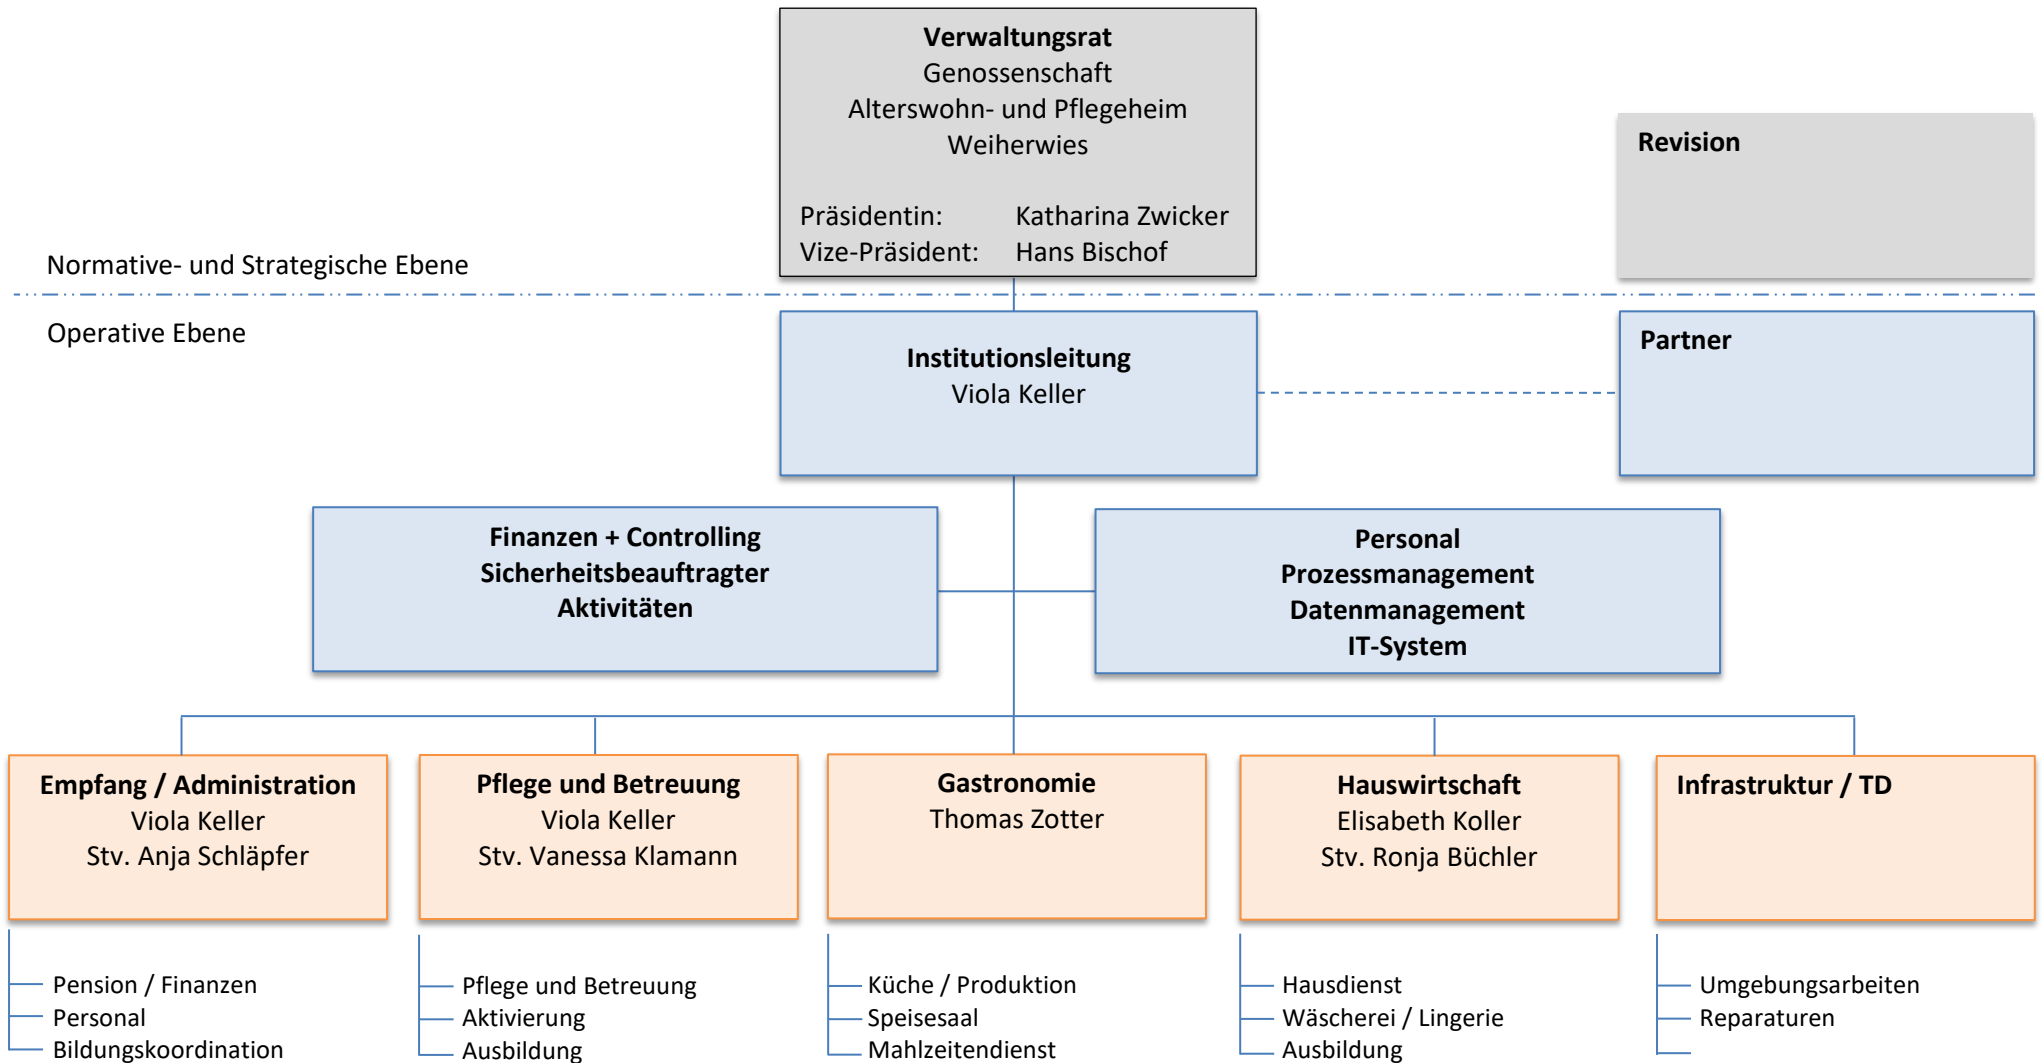 Verwaltungsrat
Genossenschaft
Alterswohn- und Pflegeheim
Weiherwies
Präsidentin: Katharina Zwicker
Vize-Präsident: Hans Bischof
Revision
Normative- und Strategische Ebene
Operative Ebene
Institutionsleitung
Viola Keller
Partner
Finanzen + Controlling
Sicherheitsbeauftragter
Aktivitäten
Personal
Prozessmanagement
Datenmanagement
IT-System
Empfang / Administration
Viola Keller
Stv. Anja Schläpfer
Pension / Finanzen
Personal
Bildungskoordination
Pflege und Betreuung
Viola Keller
Stv. Vanessa Klamann
Pflege und Betreuung
Aktivierung
Ausbildung
Gastronomie
Thomas Zotter
Küche / Produktion
Speisesaal
Mahlzeitendienst
Hauswirtschaft
Elisabeth Koller
Stv. Ronja Büchler
Hausdienst
Wäscherei / Lingerie
Ausbildung
Infrastruktur / TD
Umgebungsarbeiten
Reparaturen